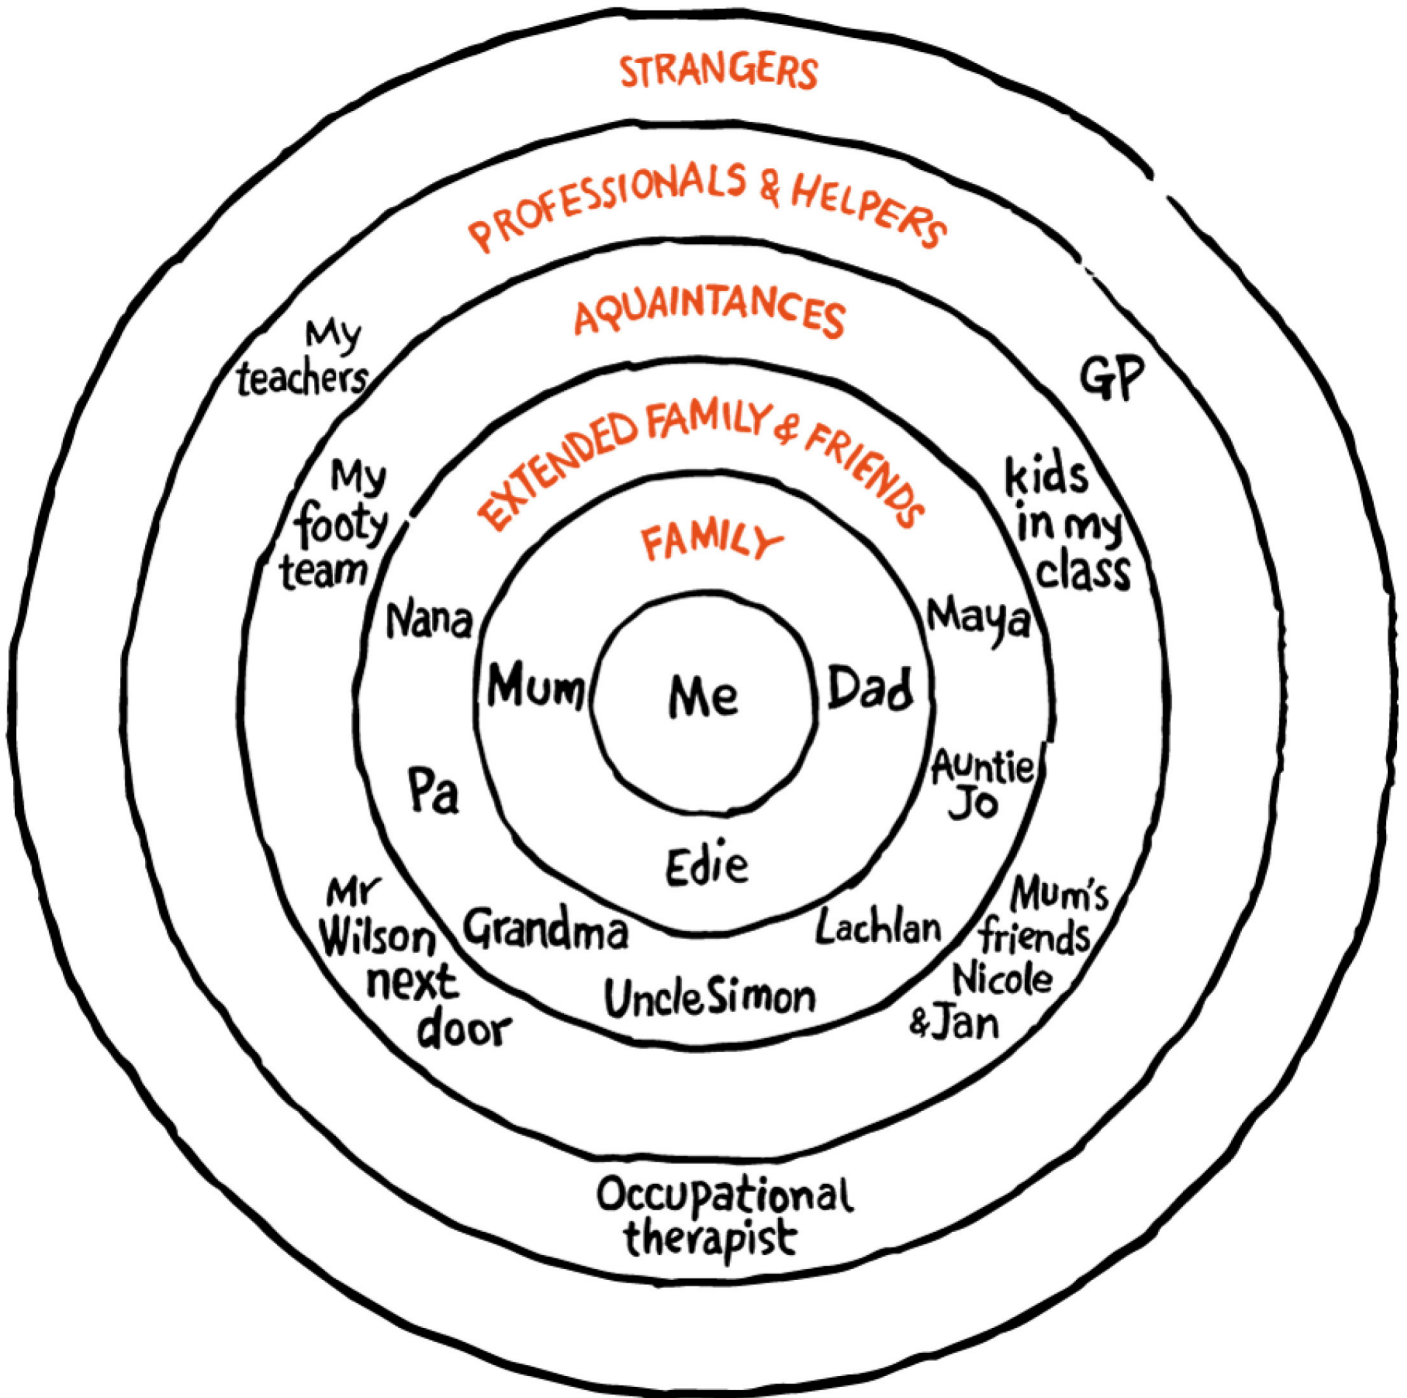 STRANGERS
PROFESSIONALS & HELPERS
AQUAINTANCES
EXTENDED FAMILY & FRIENDS
FAMILY
My
teachers
GP
My
footy
team
kids
in my
class
Nana
Maya
Mum
Me
Dad
Pa
Auntie
Jo
Edie
Mr
Wilson
next
door
Grandma
Lachlan
Mum's
friends
Nicole
& Jan
Uncle Simon
Occupational
therapist